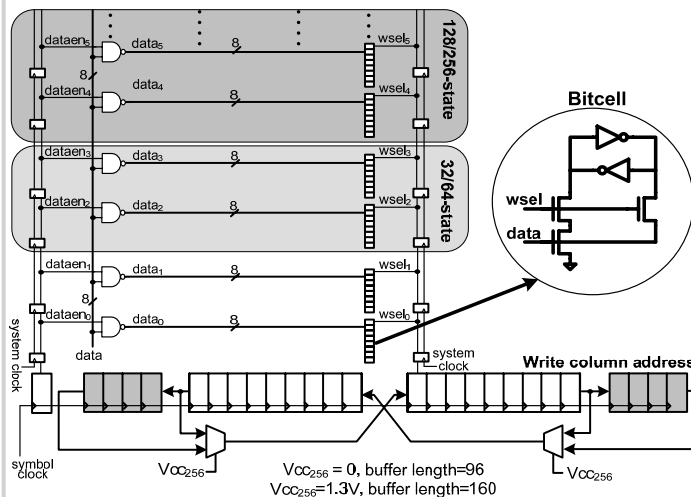 dataen5 data5 8 wsel5
128/256-state
8
dataen4 data4 8 wsel4
Bitcell
dataen3 data3 8 wsel3
32/64-state
wsel
dataen2 data2 8 wsel2
data
dataen1 data1 8 wsel1
8
dataen0 data0 8 wsel0
data
system clock
system
clock
Write column address
symbol
clock
Vcc256
Vcc256 = 0, buffer length=96
Vcc256
Vcc256=1.3V, buffer length=160